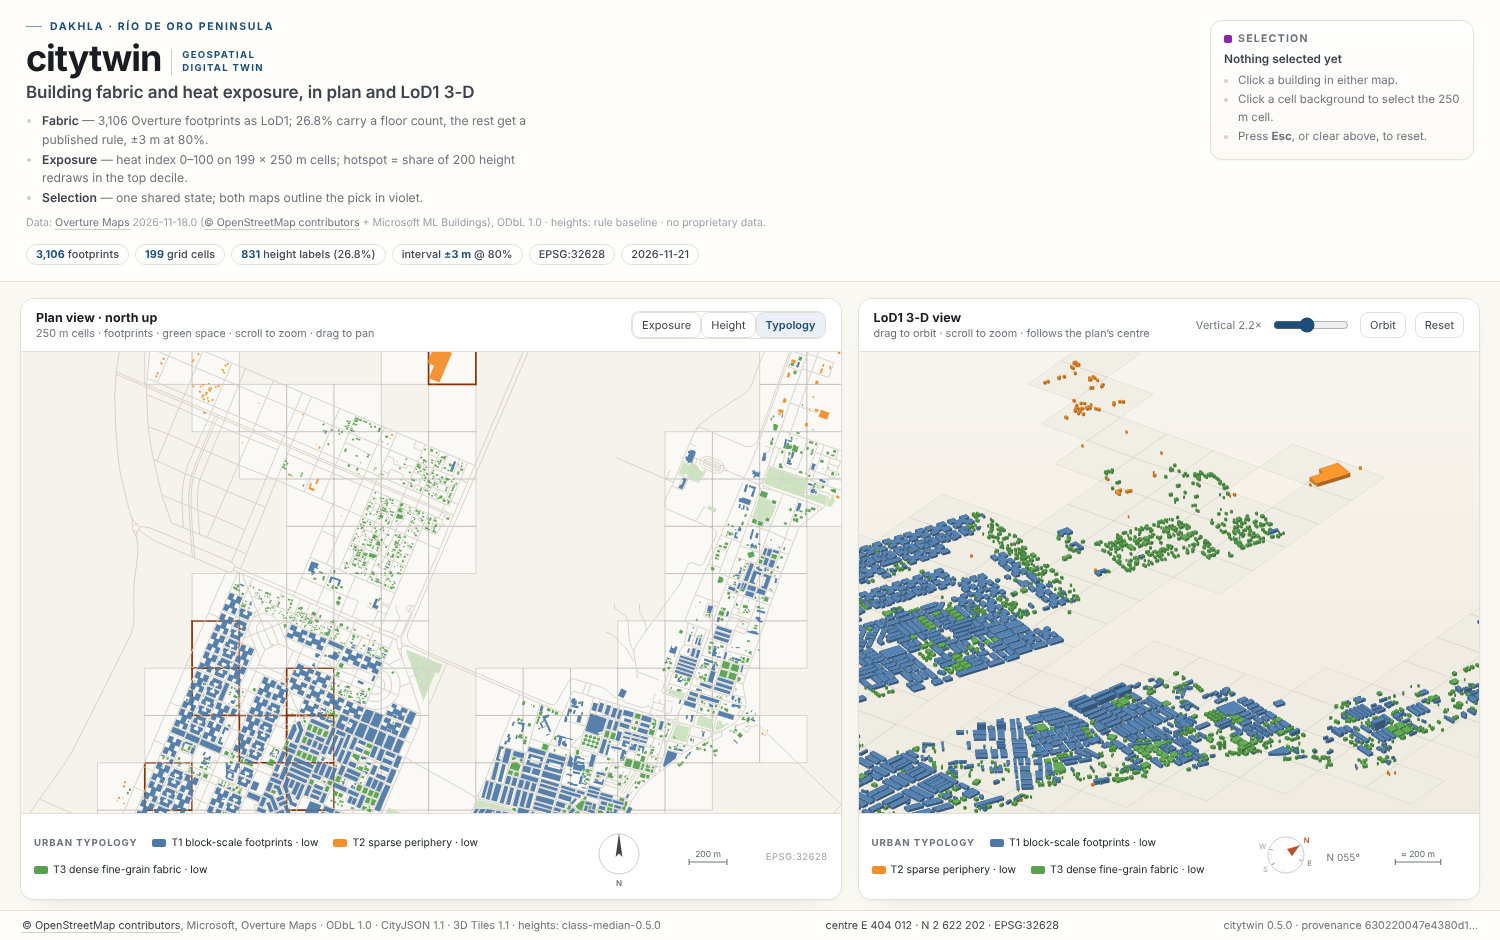 DAKHLA · RÍO DE ORO PENINSULA
citytwin
GEOSPATIAL
DIGITAL TWIN
Building fabric and heat exposure, in plan and LoD1 3-D
Fabric — 3,106 Overture footprints as LoD1; 26.8% carry a floor count, the rest get a
published rule, ±3 m at 80%.
Exposure — heat index 0–100 on 199 × 250 m cells; hotspot = share of 200 height
redraws in the top decile.
Selection — one shared state; both maps outline the pick in violet.
Data: Overture Maps 2026-11-18.0 (© OpenStreetMap contributors + Microsoft ML Buildings), ODbL 1.0 · heights: rule baseline · no proprietary data.
3,106 footprints
199 grid cells
831 height labels (26.8%)
interval ±3 m @ 80%
EPSG:32628
2026-11-21
SELECTION
Nothing selected yet
Click a building in either map.
Click a cell background to select the 250
m cell.
Press Esc, or clear above, to reset.
Plan view · north up
250 m cells · footprints · green space · scroll to zoom · drag to pan
Exposure
Height
Typology
LoD1 3-D view
drag to orbit · scroll to zoom · follows the plan's centre
Vertical 2.2×
Orbit
Reset
URBAN TYPOLOGY
T1 block-scale footprints · low
T2 sparse periphery · low
T3 dense fine-grain fabric · low
N
200 m
EPSG:32628
URBAN TYPOLOGY
T1 block-scale footprints · low
T2 sparse periphery · low
T3 dense fine-grain fabric · low
W
N
S
E
N 055°
≈ 200 m
© OpenStreetMap contributors, Microsoft, Overture Maps · ODbL 1.0 · CityJSON 1.1 · 3D Tiles 1.1 · heights: class-median-0.5.0
centre E 404 012 · N 2 622 202 · EPSG:32628
citytwin 0.5.0 · provenance 630220047e4380d1…